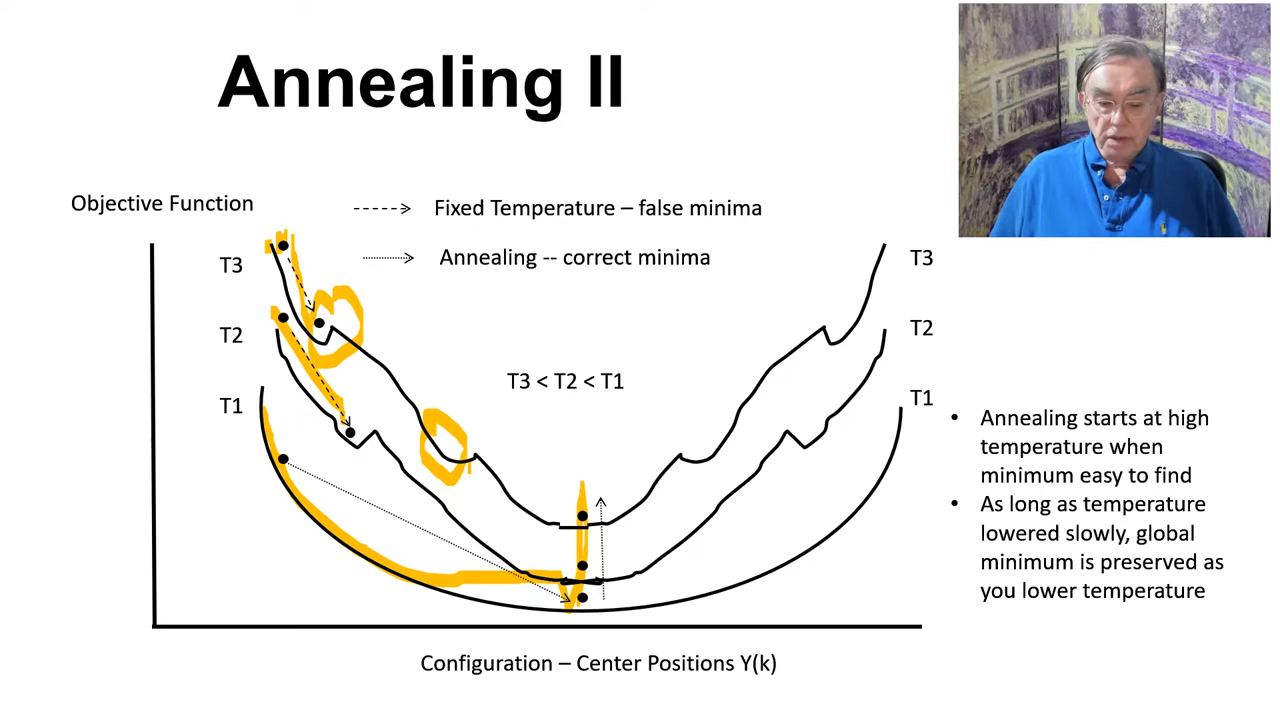 Annealing II
Objective Function
Fixed Temperature – false minima
Annealing -- correct minima
T3
T3
T2
T2
T3 < T2 < T1
T1
T1
• Annealing starts at high
temperature when
minimum easy to find
• As long as temperature
lowered slowly, global
minimum is preserved as
you lower temperature
Configuration – Center Positions Y(k)